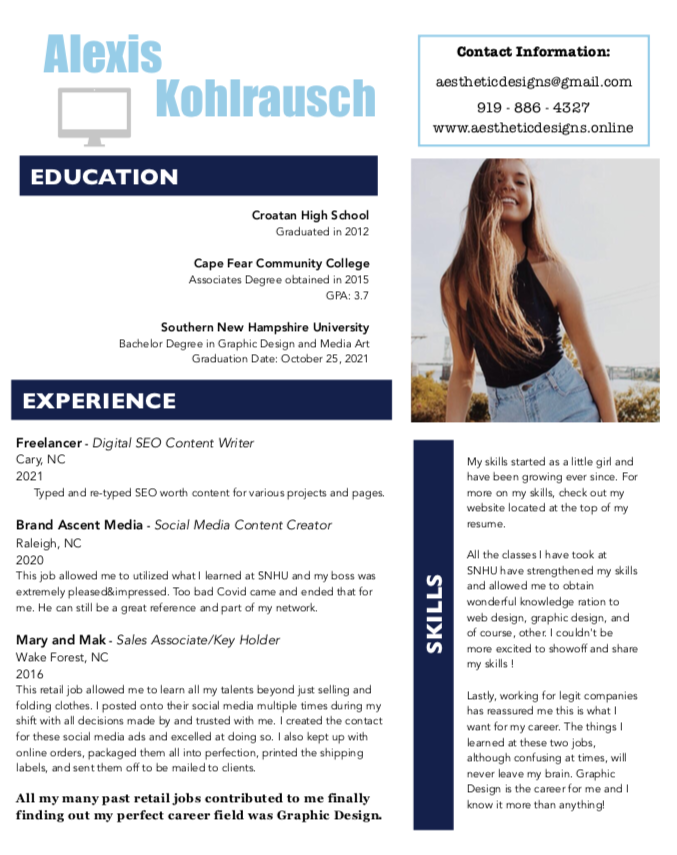 Alexis
Kohlrausch
Contact Information:
aestheticdesigns@gmail.com
919 - 886 - 4327
www.aestheticdesigns.online
EDUCATION
Croatan High School
Graduated in 2012
Cape Fear Community College
Associates Degree obtained in 2015
GPA: 3.7
Southern New Hampshire University
Bachelor Degree in Graphic Design and Media Art
Graduation Date: October 25, 2021
EXPERIENCE
Freelancer - Digital SEO Content Writer
Cary, NC
2021
Typed and re-typed SEO worth content for various projects and pages.
Brand Ascent Media - Social Media Content Creator
Raleigh, NC
2020
This job allowed me to utilized what I learned at SNHU and my boss was
extremely pleased&impressed. Too bad Covid came and ended that for
me. He can still be a great reference and part of my network.
Mary and Mak - Sales Associate/Key Holder
Wake Forest, NC
2016
This retail job allowed me to learn all my talents beyond just selling and
folding clothes. I posted onto their social media multiple times during my
shift with all decisions made by and trusted with me. I created the contact
for these social media ads and excelled at doing so. I also kept up with
online orders, packaged them all into perfection, printed the shipping
labels, and sent them off to be mailed to clients.
All my many past retail jobs contributed to me finally
finding out my perfect career field was Graphic Design.
SKILLS
My skills started as a little girl and
have been growing ever since. For
more on my skills, check out my
website located at the top of my
resume.
All the classes I have took at
SNHU have strengthened my skills
and allowed me to obtain
wonderful knowledge ration to
web design, graphic design, and
of course, other. I couldn't be
more excited to showoff and share
my skills !
Lastly, working for legit companies
has reassured me this is what I
want for my career. The things I
learned at these two jobs,
although confusing at times, will
never leave my brain. Graphic
Design is the career for me and I
know it more than anything!